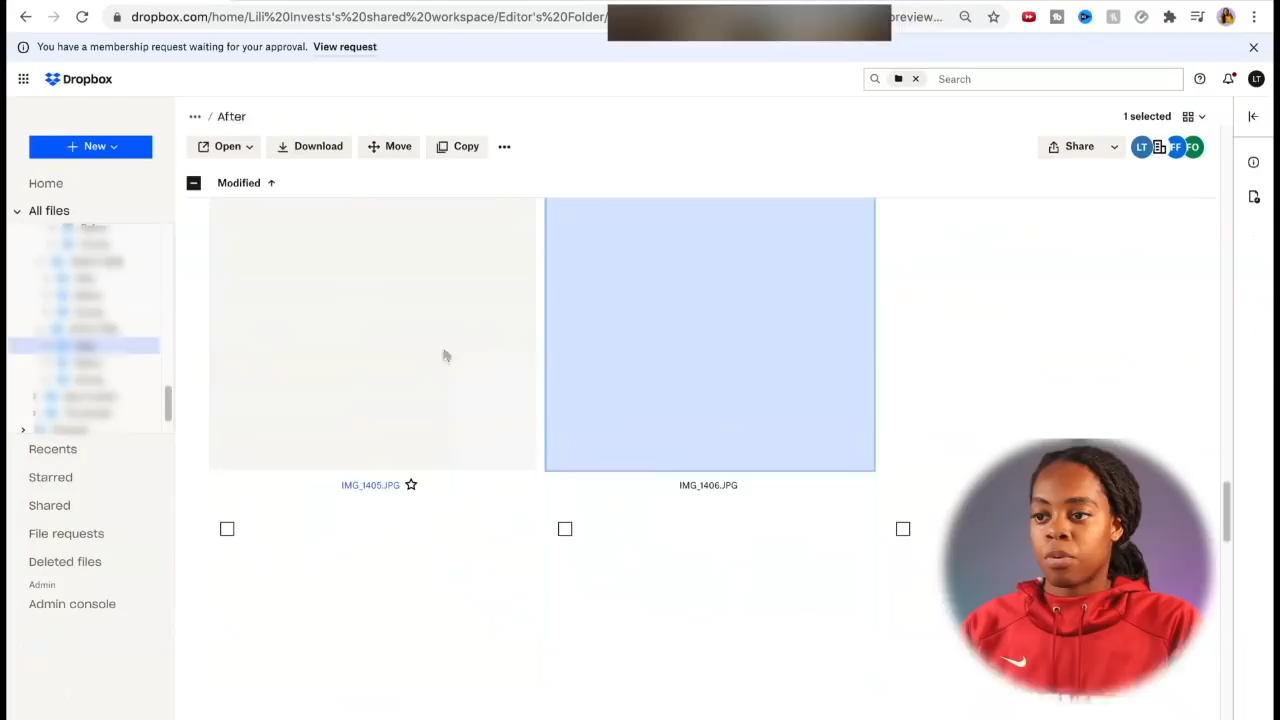 dropbox.com/home/Lili%20Invests's%20shared%20workspace/Editor's%20Folder/ preview...
You have a membership request waiting for your approval. View request
Dropbox
Search
LT
... / After
1 selected
New
Open
Download
Move
Copy
Share
LT
FF
FO
Home
Modified
All files
Recents
IMG_1405.JPG
IMG_1406.JPG
Starred
Shared
File requests
Deleted files
Admin
Admin console